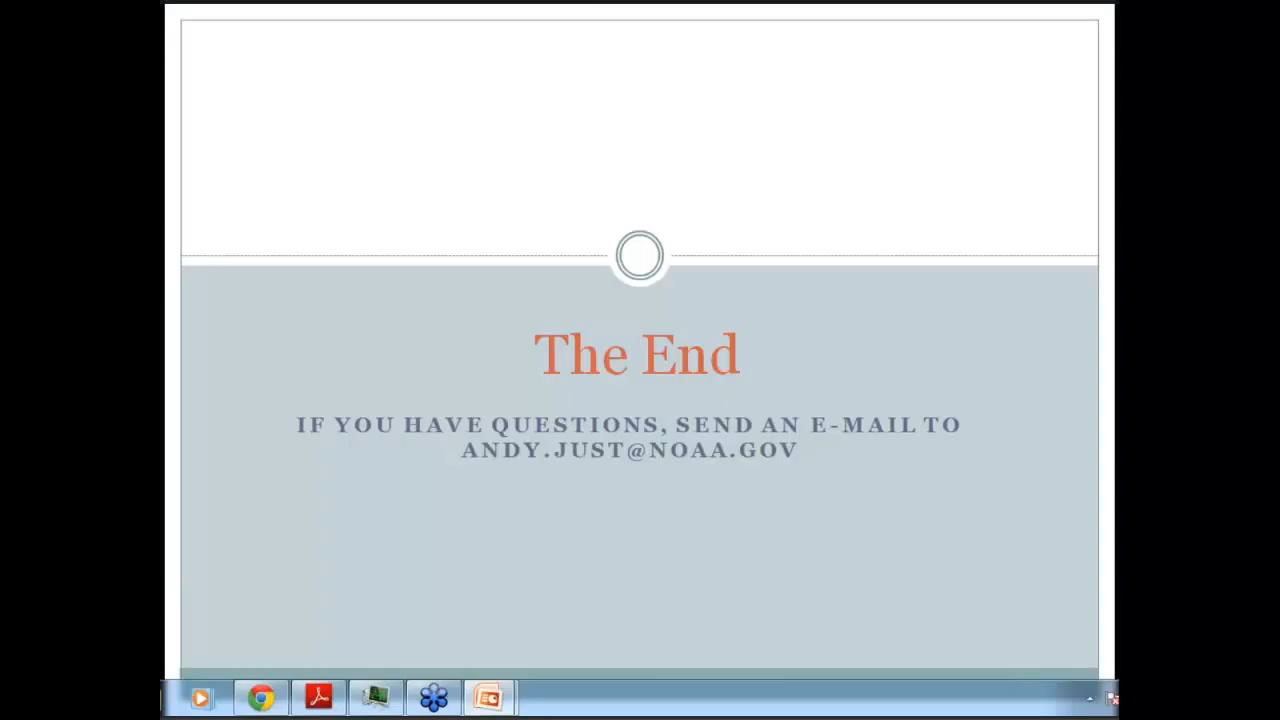 The End
IF YOU HAVE QUESTIONS, SEND AN E-MAIL TO
ANDY.JUST@NOAA.GOV